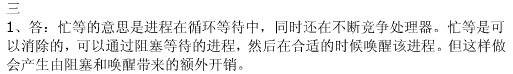 三
1、答：忙等的意思是进程在循环等待中，同时还在不断竞争处理器。忙等是可
以消除的，可以通过阻塞等待的进程，然后在合适的时候唤醒该进程。但这样做
会产生由阻塞和唤醒带来的额外开销。